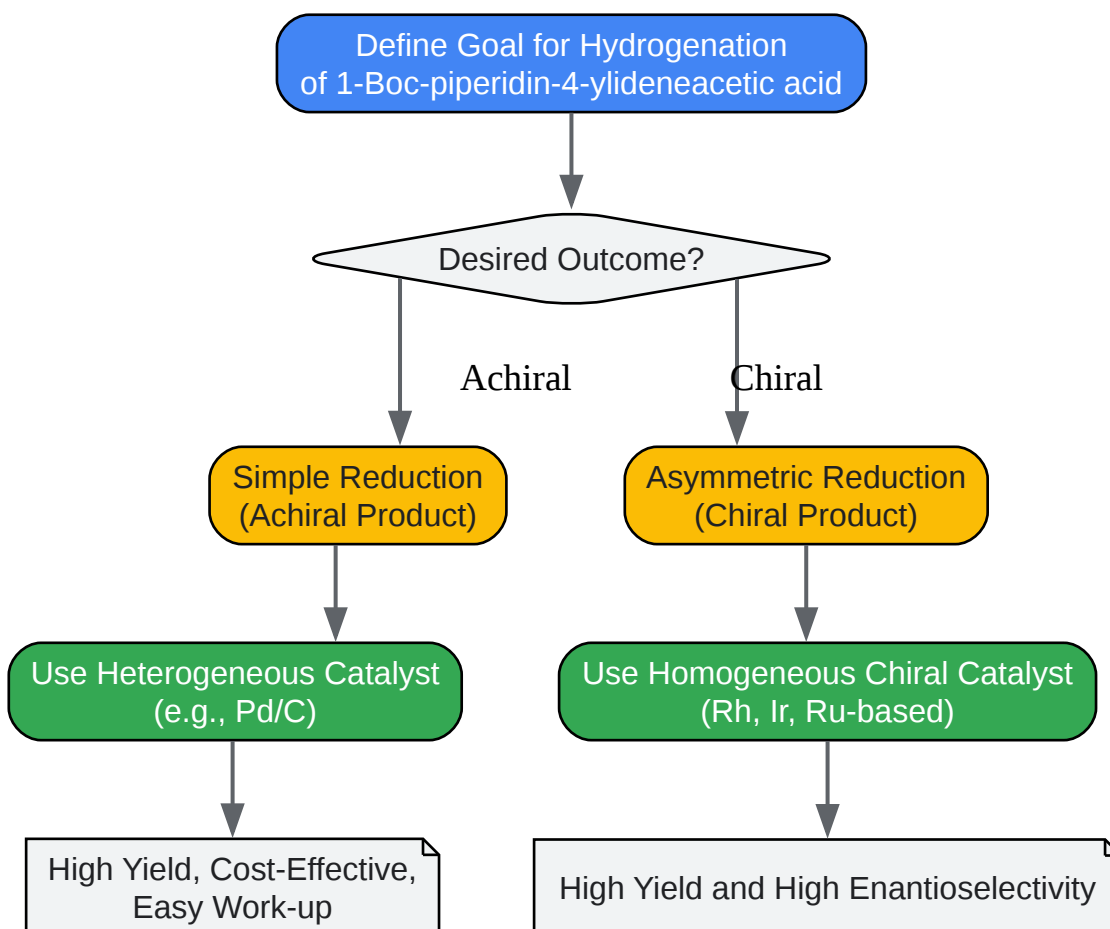 Define Goal for Hydrogenation
of 1-Boc-piperidin-4-ylideneacetic acid
Desired Outcome?
Achiral
Chiral
Simple Reduction
(Achiral Product)
Asymmetric Reduction
(Chiral Product)
Use Heterogeneous Catalyst
(e.g., Pd/C)
Use Homogeneous Chiral Catalyst
(Rh, Ir, Ru-based)
High Yield, Cost-Effective,
Easy Work-up
High Yield and High Enantioselectivity